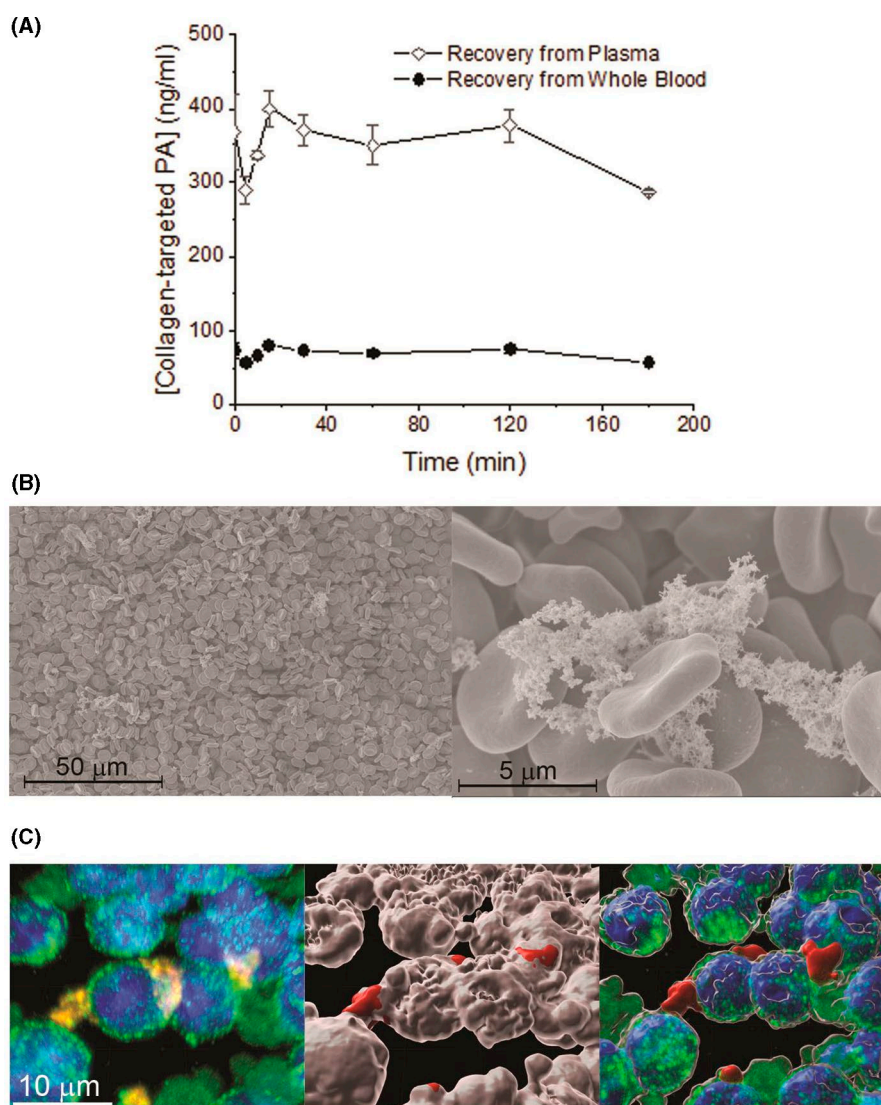 (A)
500
400
300
200
100
0
[Collagen-targeted PA] (ng/ml)
Recovery from Plasma
Recovery from Whole Blood
0 40 80 120 160 200
Time (min)
(B)
50 μm
5 μm
(C)
10 μm